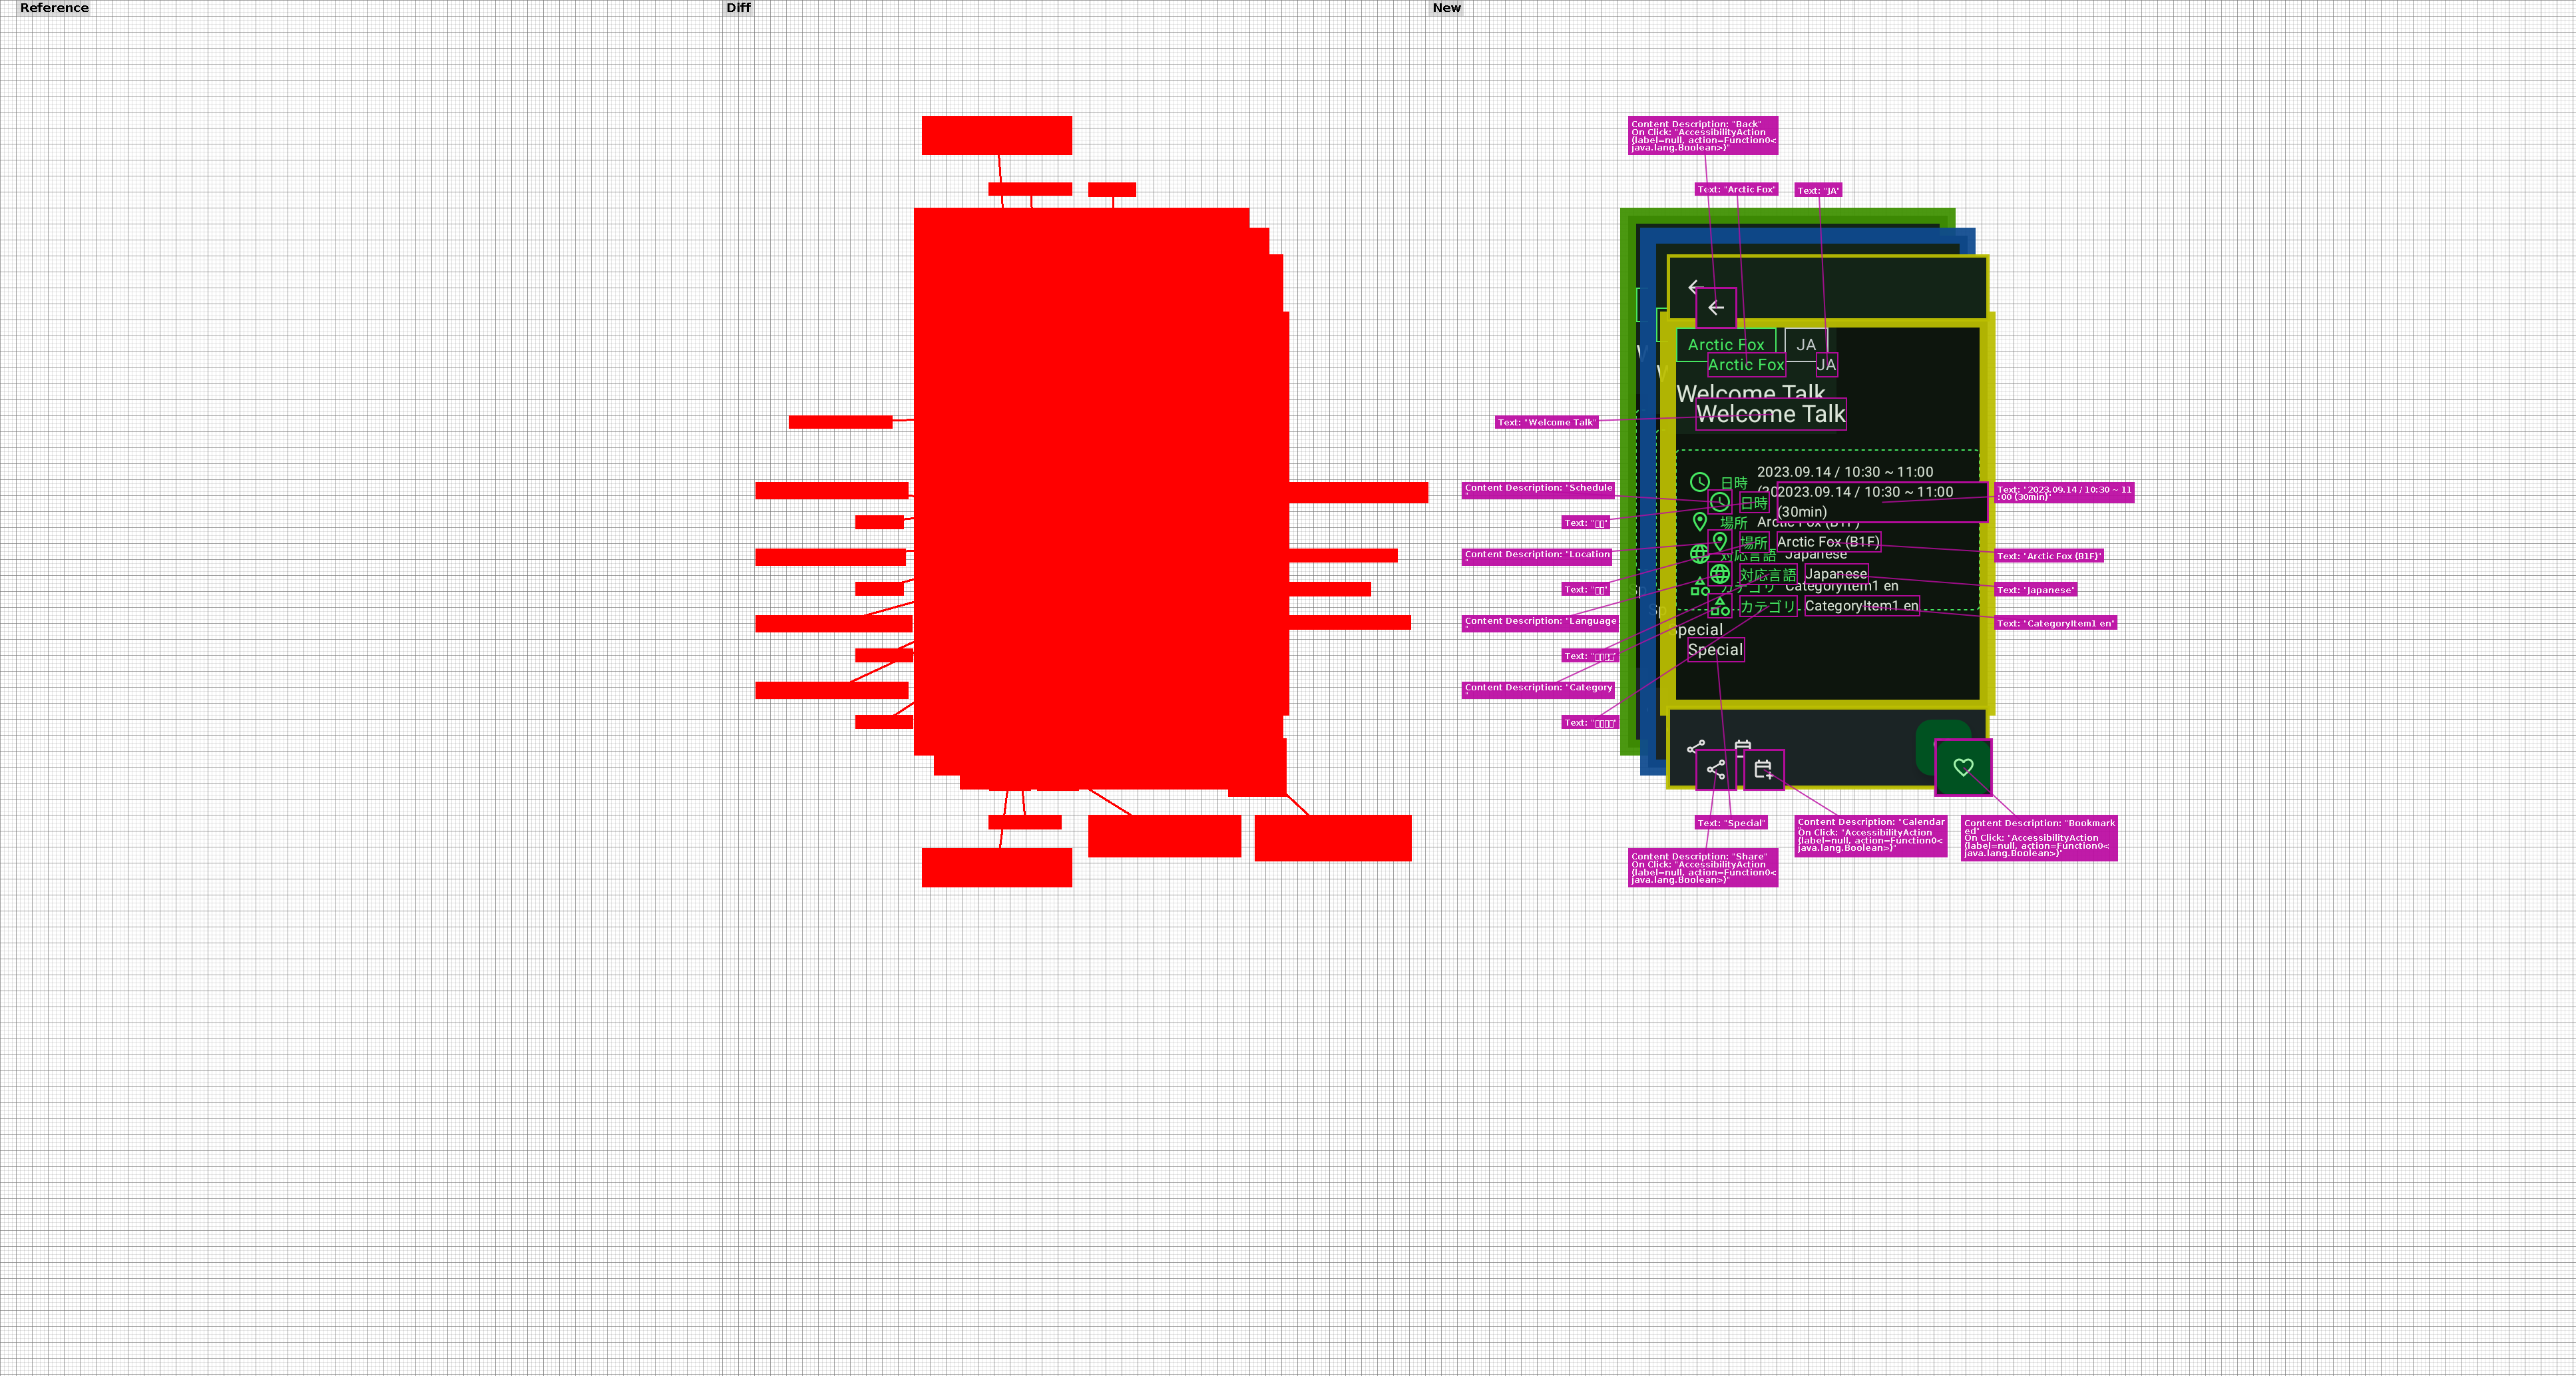 Reference
Diff
New
Content Description: "Back"
On Click: "AccessibilityAction
(label=null, action=Function0<
java.lang.Boolean>)"
Text: "Arctic Fox"
Text: "JA"
Arctic Fox
JA
Arctic Fox
JA
Welcome Talk
Welcome Talk
Text: "Welcome Talk"
2023.09.14 / 10:30 ~ 11:00
日時
Content Description: "Schedule
"
2023.09.14 / 10:30 ~ 11:00
(30min)
日時
Text: "2023.09.14 / 10:30 ~ 11
:00 (30min)"
Text: "▯▯"
場所
Arctic Fox (B1F)
Content Description: "Location
"
場所
Arctic Fox (B1F)
Text: "Arctic Fox (B1F)"
対応言語
Japanese
対応言語
Japanese
Text: "▯▯"
Text: "Japanese"
カテゴリ
CategoryItem1 en
カテゴリ
CategoryItem1 en
Content Description: "Language
"
Text: "CategoryItem1 en"
pecial
Special
Text: "▯▯▯▯"
Content Description: "Category
"
Text: "▯▯▯▯"
Text: "Special"
Content Description: "Calendar
"
On Click: "AccessibilityAction
(label=null, action=Function0<
java.lang.Boolean>)"
Content Description: "Bookmark
ed"
On Click: "AccessibilityAction
(label=null, action=Function0<
java.lang.Boolean>)"
Content Description: "Share"
On Click: "AccessibilityAction
(label=null, action=Function0<
java.lang.Boolean>)"